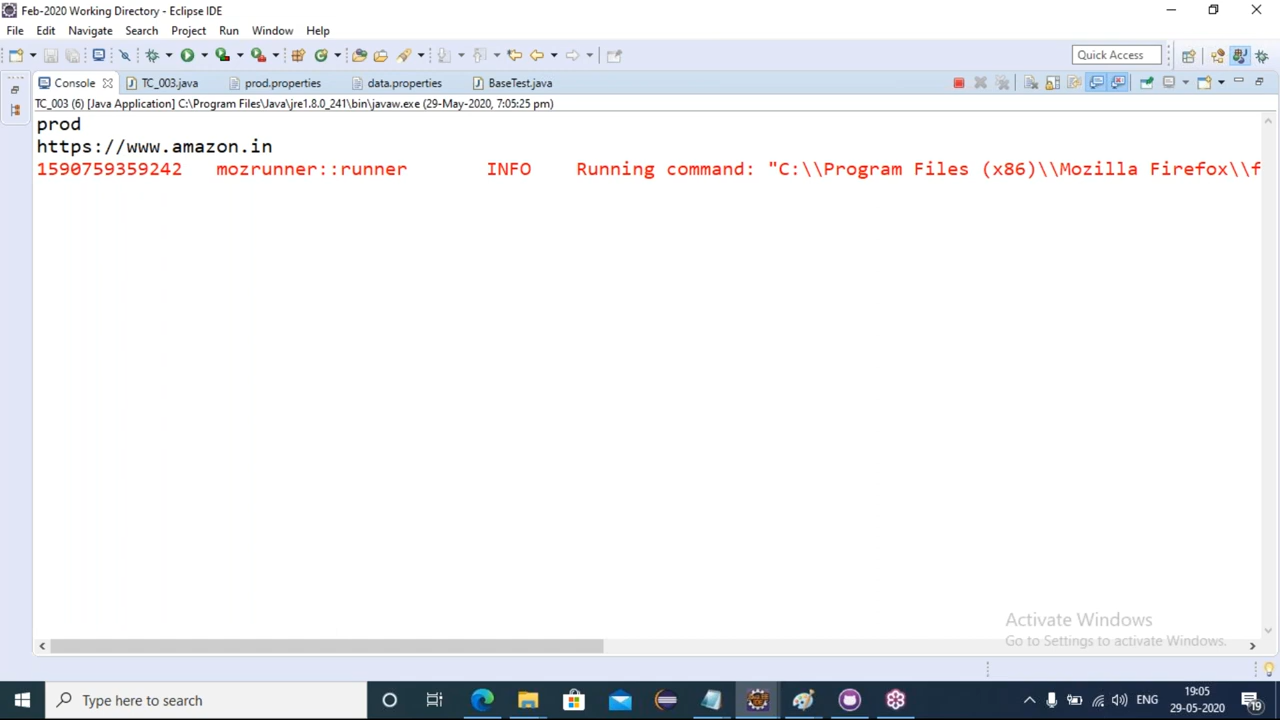 Feb-2020 Working Directory - Eclipse IDE
File Edit Navigate Search Project Run Window Help
Quick Access
Console TC_003.java prod.properties data.properties BaseTest.java
TC_003 (6) [Java Application] C:\Program Files\Java\jre1.8.0_241\bin\javaw.exe (29-May-2020, 7:05:25 pm)
prod
https://www.amazon.in
1590759359242 mozrunner::runner INFO Running command: "C:\\Program Files (x86)\\Mozilla Firefox\\f
Activate Windows
Go to Settings to activate Windows.
Type here to search
ENG
19:05
29-05-2020
19